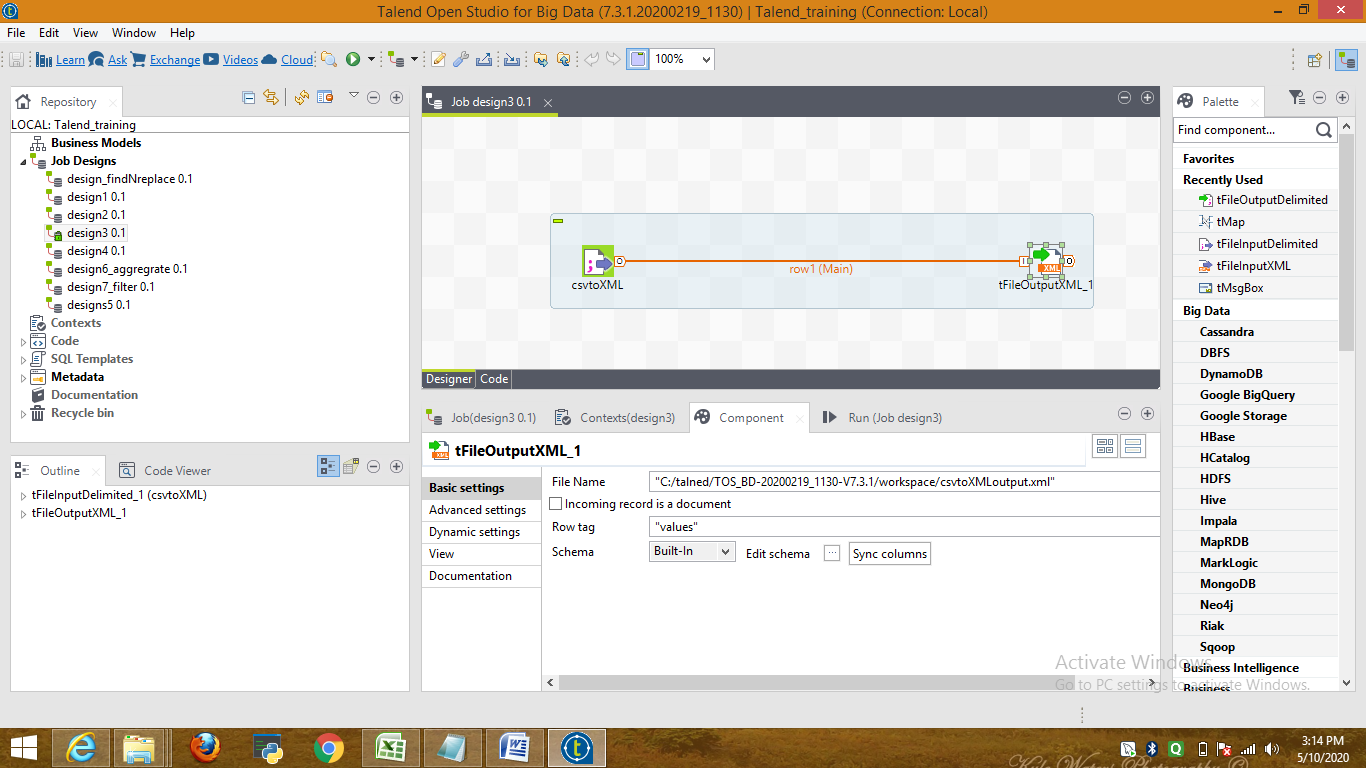 Talend Open Studio for Big Data (7.3.1.20200219_1130) | Talend_training (Connection: Local)
File Edit View Window Help
Learn Ask Exchange Videos Cloud 100%
Repository
LOCAL: Talend_training
Business Models
Job Designs
design_findNreplace 0.1
design1 0.1
design2 0.1
design3 0.1
design4 0.1
design6_aggregrate 0.1
design7_filter 0.1
designs5 0.1
Contexts
Code
SQL Templates
Metadata
Documentation
Recycle bin
Outline Code Viewer
tFileInputDelimited_1 (csvtoXML)
tFileOutputXML_1
Job design3 0.1
row1 (Main)
csvtoXML
XML
tFileOutputXML_1
Designer Code
Job(design3 0.1) Contexts(design3) Component Run (Job design3)
tFileOutputXML_1
Basic settings
Advanced settings
Dynamic settings
View
Documentation
File Name "C:/talned/TOS_BD-20200219_1130-V7.3.1/workspace/csvtoXMLoutput.xml"
Incoming record is a document
Row tag "values"
Schema Built-In Edit schema ... Sync columns
Palette
Find component...
Favorites
Recently Used
tFileOutputDelimited
tMap
tFileInputDelimited
tFileInputXML
tMsgBox
Big Data
Cassandra
DBFS
DynamoDB
Google BigQuery
Google Storage
HBase
HCatalog
HDFS
Hive
Impala
MapRDB
MarkLogic
MongoDB
Neo4j
Riak
Sqoop
Business Intelligence
Business
Activate Windows
Go to PC settings to activate Windows.
3:14 PM
5/10/2020